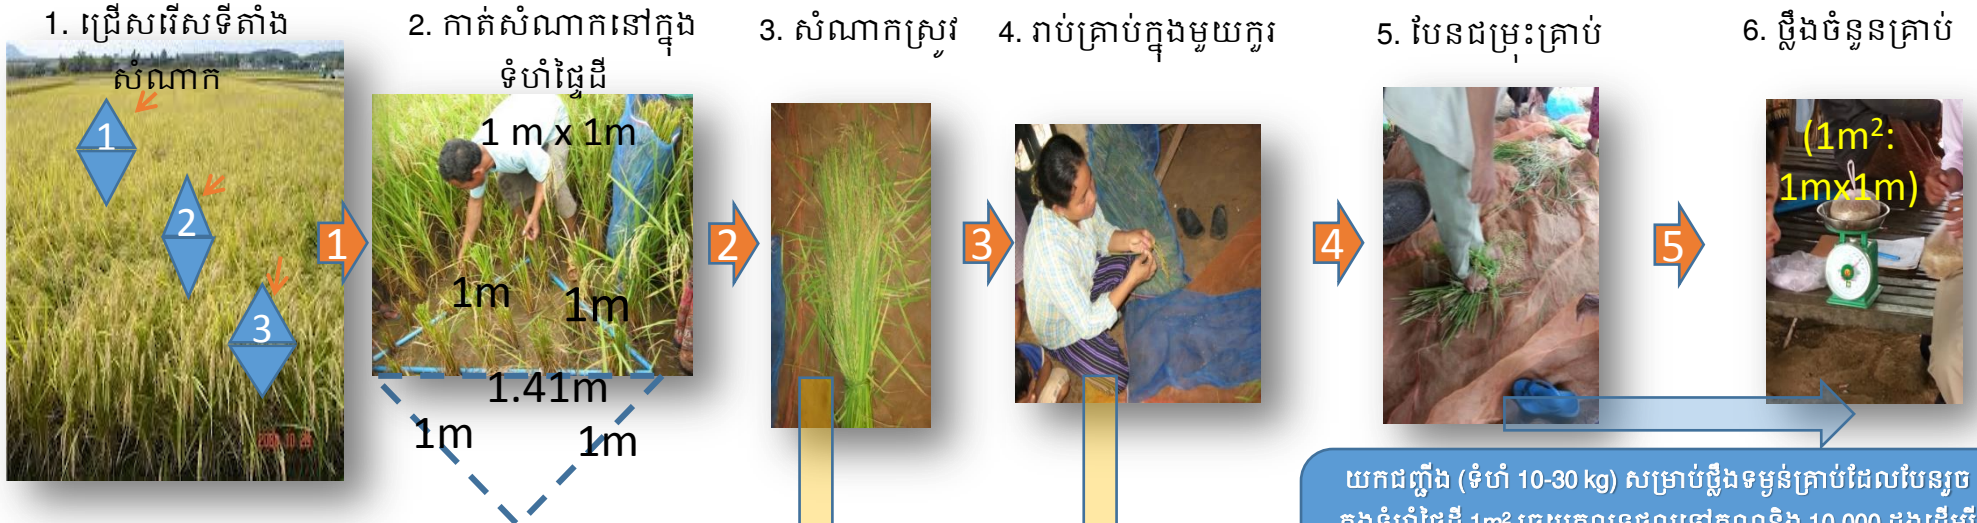 1. ជ្រើសរើសទីតាំង
សំណាក
1
2
3
1
2. កាត់សំណាកនៅក្នុង
ទំហំផ្ទៃដី
1 m x 1m
1m
1m
1.41m
1m
1m
2
3. សំណាកស្រូវ
3
4. រាប់គ្រាប់ក្នុងមួយកួរ
4
5. បែនជម្រុះគ្រាប់
5
6. ថ្លឹងចំនួនគ្រាប់
(1m²:
1mx1m)
យកជញ្ជីង (ទំហំ 10-30 kg) សម្រាប់ថ្លឹងទម្ងន់គ្រាប់ដែលបែនរួច